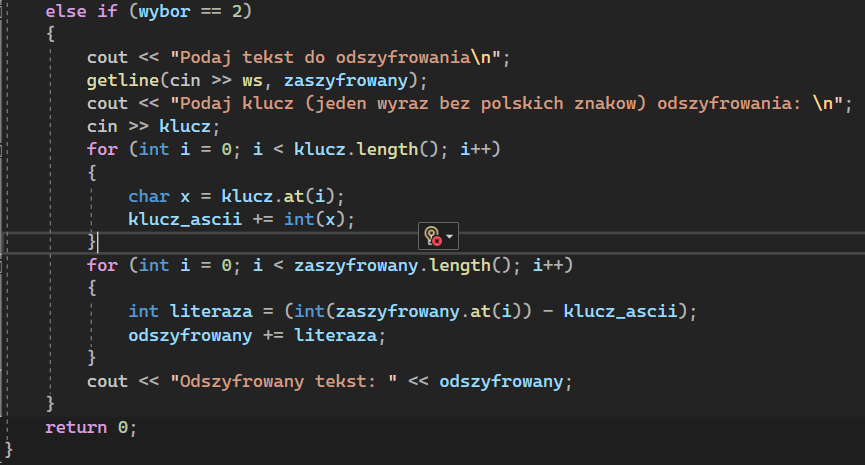 else if (wybor == 2)
{
cout << "Podaj tekst do odszyfrowania\n";
getline(cin >> ws, zaszyfrowany);
cout << "Podaj klucz (jeden wyraz bez polskich znakow) odszyfrowania: \n";
cin >> klucz;
for (int i = 0; i < klucz.length(); i++)
{
char x = klucz.at(i);
klucz_ascii += int(x);
}
for (int i = 0; i < zaszyfrowany.length(); i++)
{
int literaza = (int(zaszyfrowany.at(i)) - klucz_ascii);
odszyfrowany += literaza;
}
cout << "Odszyfrowany tekst: " << odszyfrowany;
}
return 0;
}